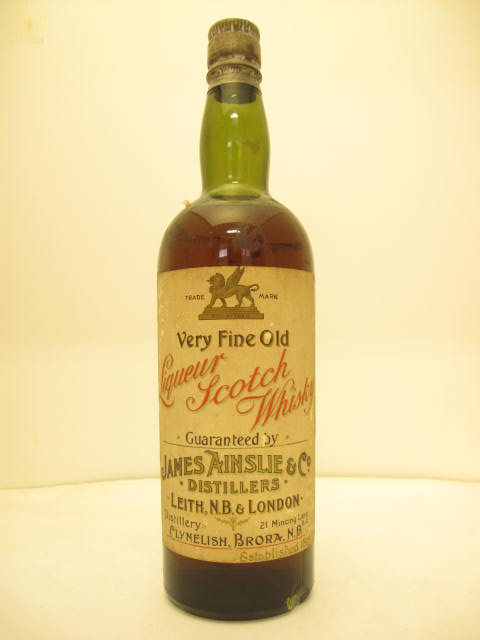 TRADE MARK
REGISTERED
Very Fine Old
Liqueur
Scotch
Whisky
Guaranteed by
JAMES AINSLIE & Co
DISTILLERS
LEITH, N.B. & LONDON
Distillery 21 Mincing Lane
CLYNELISH, BRORA, N.B.
Established